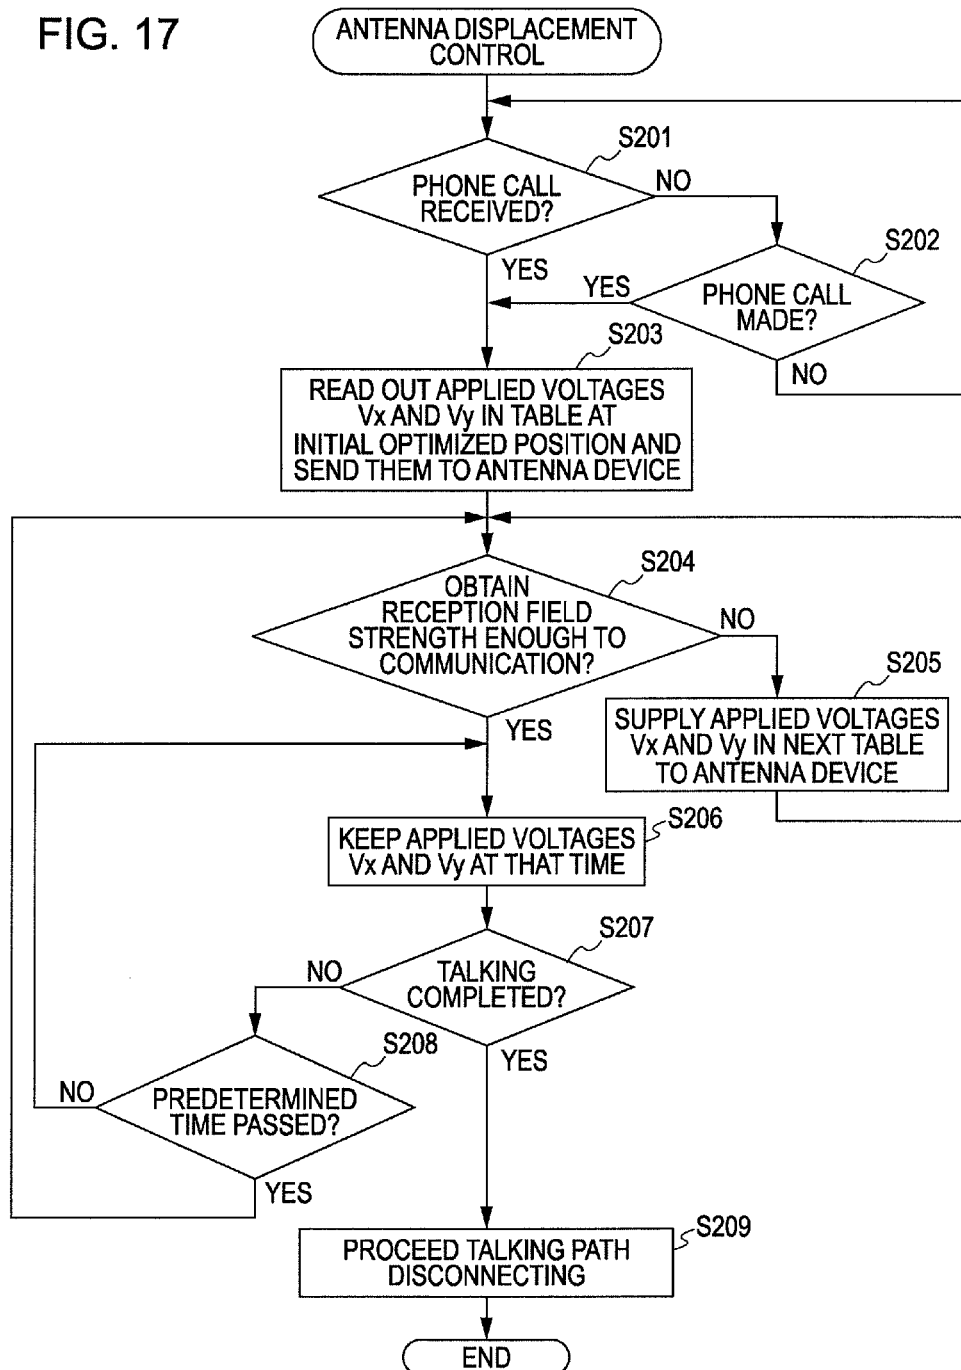 FIG. 17
ANTENNA DISPLACEMENT
CONTROL
S201
PHONE CALL
RECEIVED?
NO
YES
S202
PHONE CALL
MADE?
YES
NO
S203
READ OUT APPLIED VOLTAGES
Vx AND Vy IN TABLE AT
INITIAL OPTIMIZED POSITION AND
SEND THEM TO ANTENNA DEVICE
S204
OBTAIN
RECEPTION FIELD
STRENGTH ENOUGH TO
COMMUNICATION?
NO
YES
S205
SUPPLY APPLIED VOLTAGES
Vx AND Vy IN NEXT TABLE
TO ANTENNA DEVICE
S206
KEEP APPLIED VOLTAGES
Vx AND Vy AT THAT TIME
S207
TALKING
COMPLETED?
NO
YES
S208
PREDETERMINED
TIME PASSED?
NO
YES
S209
PROCEED TALKING PATH
DISCONNECTING
END